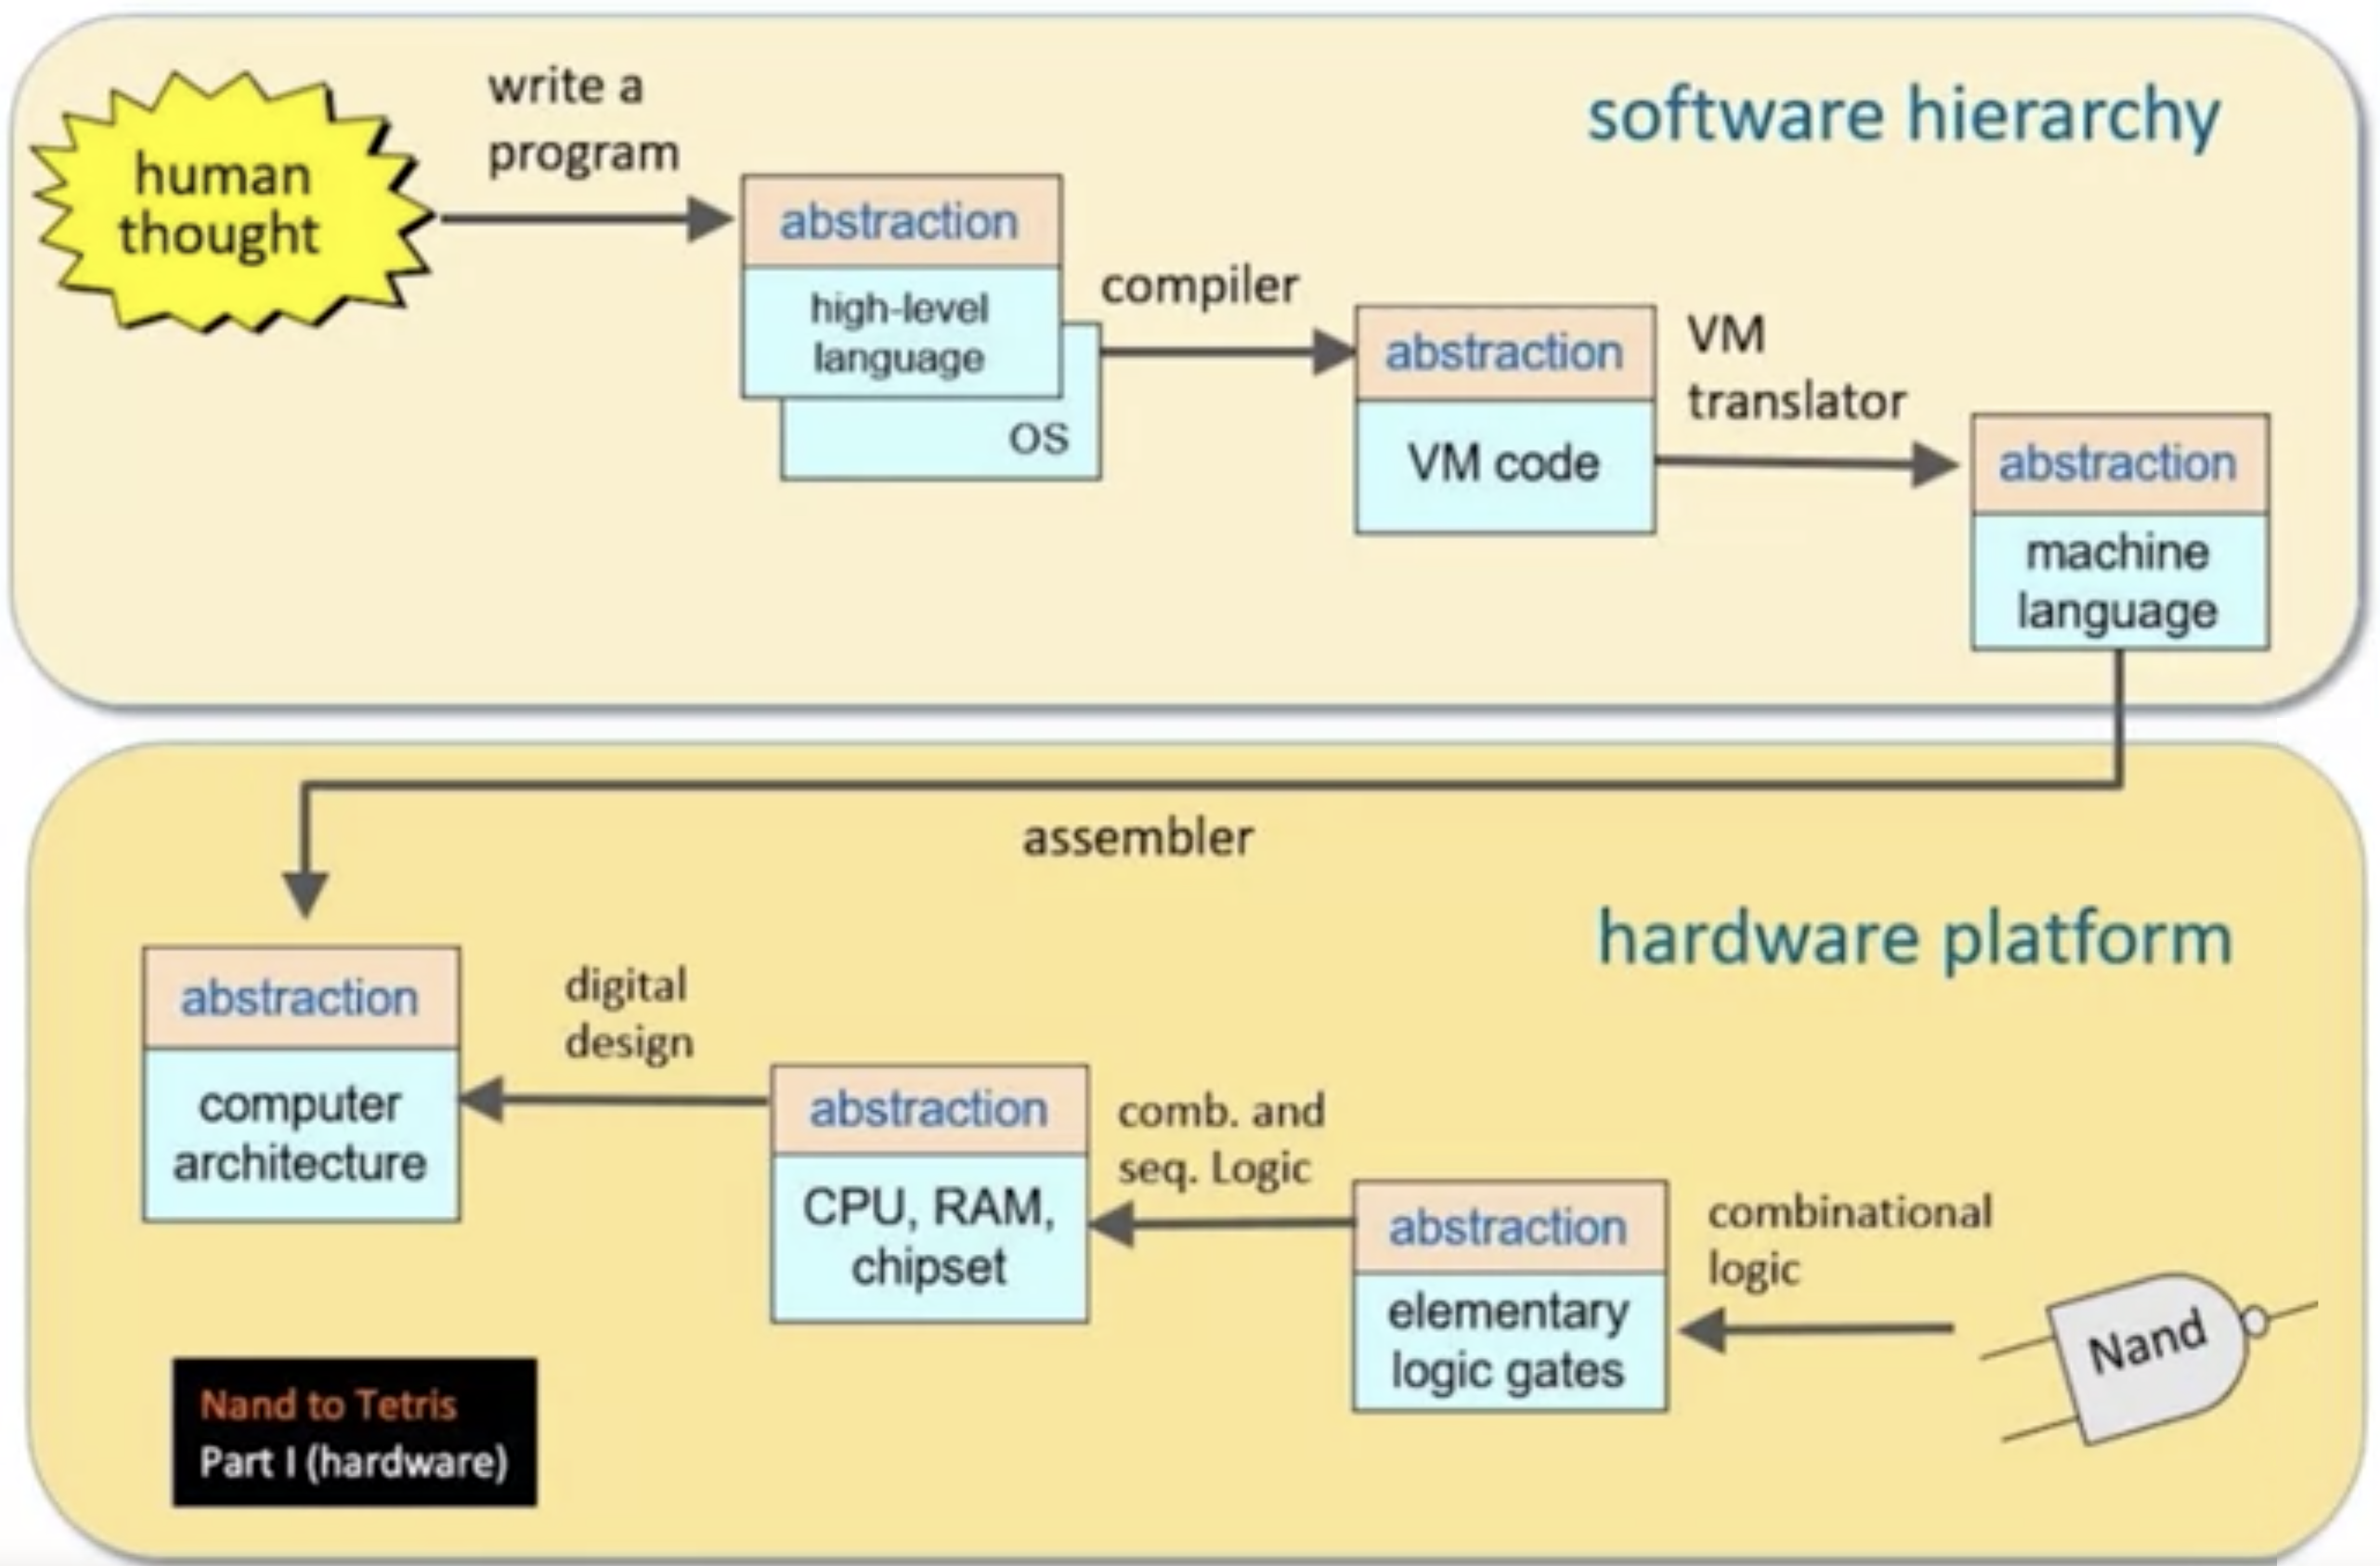 software hierarchy
human
thought
write a
program
abstraction
high-level
language
OS
compiler
abstraction
VM code
VM
translator
abstraction
machine
language
assembler
hardware platform
abstraction
computer
architecture
digital
design
abstraction
CPU, RAM,
chipset
comb. and
seq. Logic
abstraction
elementary
logic gates
combinational
logic
Nand
Nand to Tetris
Part I (hardware)